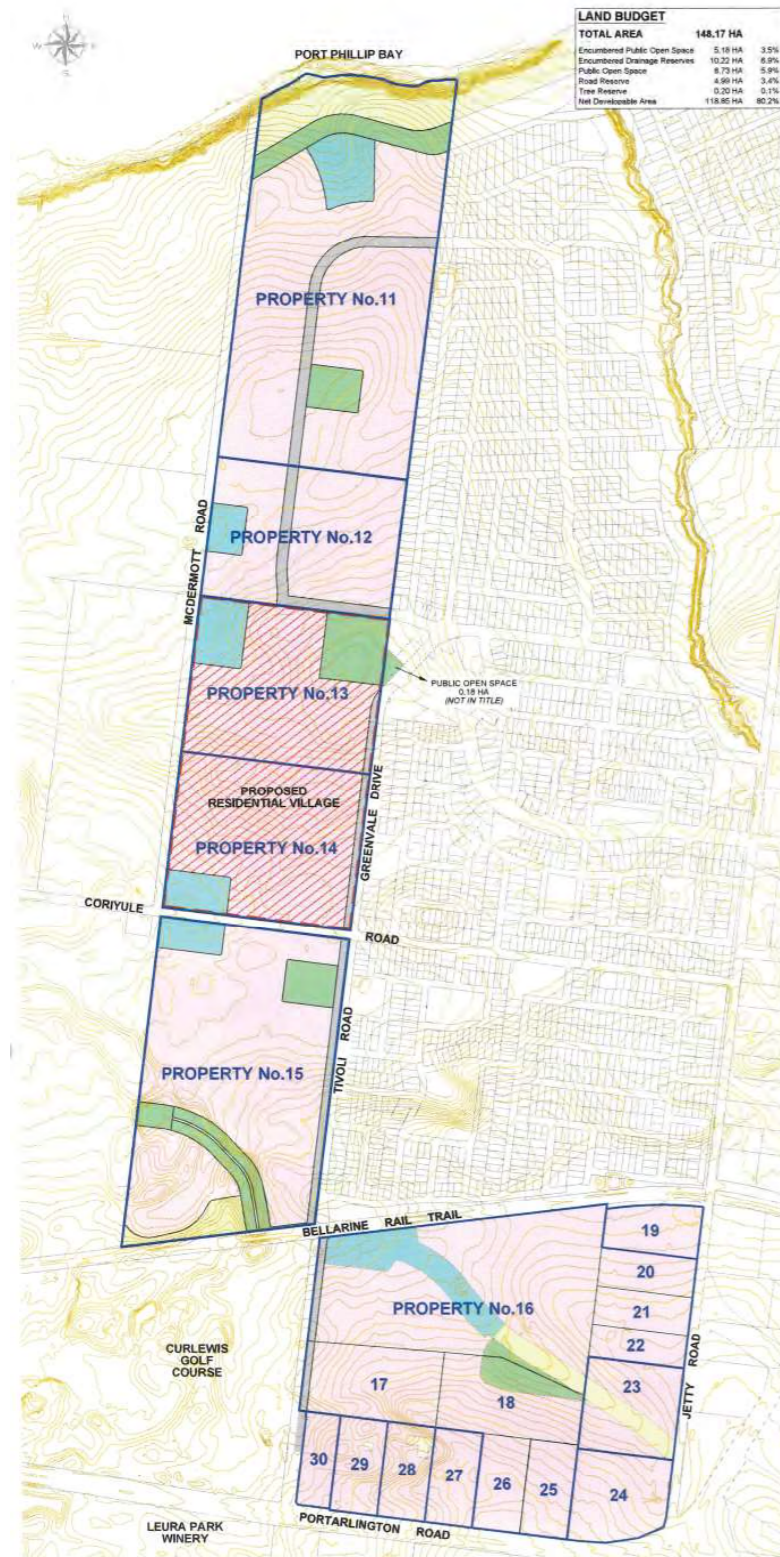 LAND BUDGET
TOTAL AREA 148.17 HA
Encumbered Public Open Space 5.18 HA 3.5%
Encumbered Drainage Reserves 10.22 HA 6.9%
Public Open Space 8.73 HA 5.9%
Road Reserve 4.99 HA 3.4%
Tree Reserve 0.20 HA 0.1%
Net Developable Area 118.85 HA 80.2%
N
W
E
S
PORT PHILLIP BAY
PROPERTY No.11
MCDERMOTT ROAD
PROPERTY No.12
PUBLIC OPEN SPACE
0.18 HA
(NOT IN TITLE)
PROPERTY No.13
PROPOSED
RESIDENTIAL VILLAGE
GREENVALE DRIVE
PROPERTY No.14
CORIYULE ROAD
TIVOLI ROAD
PROPERTY No.15
BELLARINE RAIL TRAIL
19
20
PROPERTY No.16
21
22
JETTY ROAD
CURLEWIS
GOLF
COURSE
17
18
23
30
29
28
27
26
25
24
PORTARLINGTON ROAD
LEURA PARK
WINERY